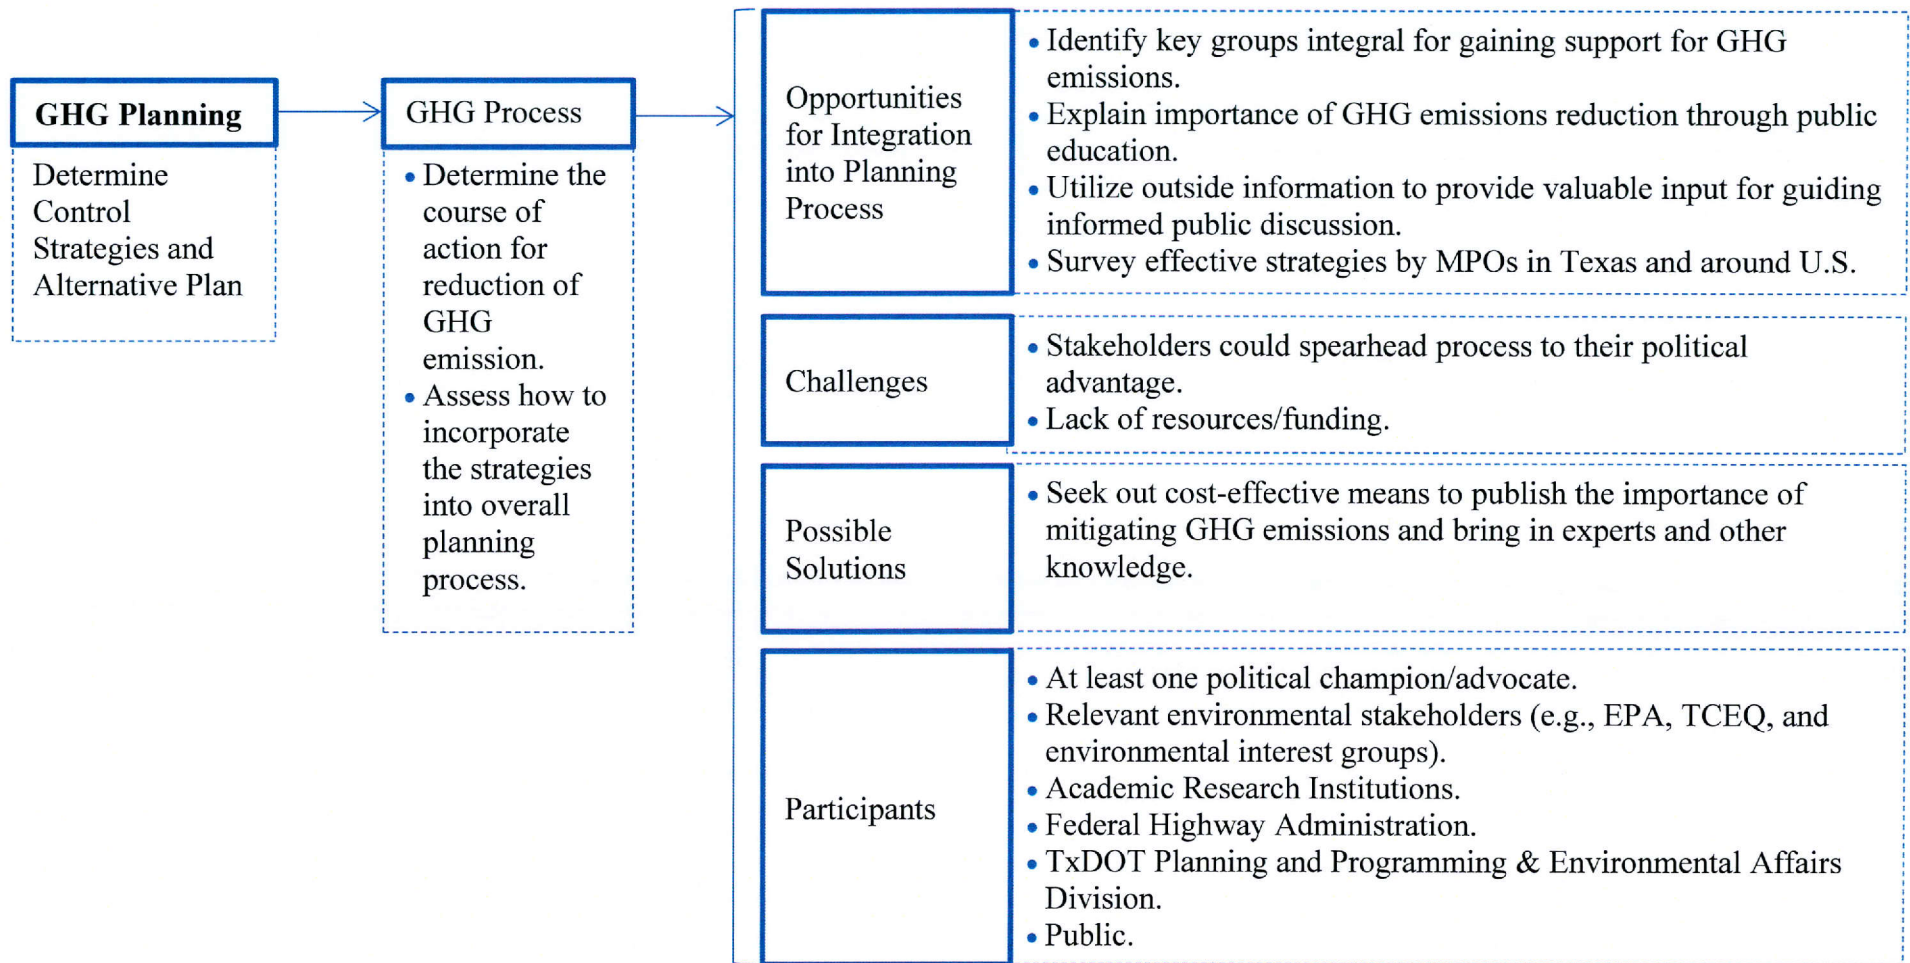 GHG Planning
Determine
Control
Strategies and
Alternative Plan
GHG Process
• Determine the
course of
action for
reduction of
GHG
emission.
• Assess how to
incorporate
the strategies
into overall
planning
process.
Opportunities
for Integration
into Planning
Process
• Identify key groups integral for gaining support for GHG
emissions.
• Explain importance of GHG emissions reduction through public
education.
• Utilize outside information to provide valuable input for guiding
informed public discussion.
• Survey effective strategies by MPOs in Texas and around U.S.
Challenges
• Stakeholders could spearhead process to their political
advantage.
• Lack of resources/funding.
Possible
Solutions
• Seek out cost-effective means to publish the importance of
mitigating GHG emissions and bring in experts and other
knowledge.
Participants
• At least one political champion/advocate.
• Relevant environmental stakeholders (e.g., EPA, TCEQ, and
environmental interest groups).
• Academic Research Institutions.
• Federal Highway Administration.
• TxDOT Planning and Programming & Environmental Affairs
Division.
• Public.